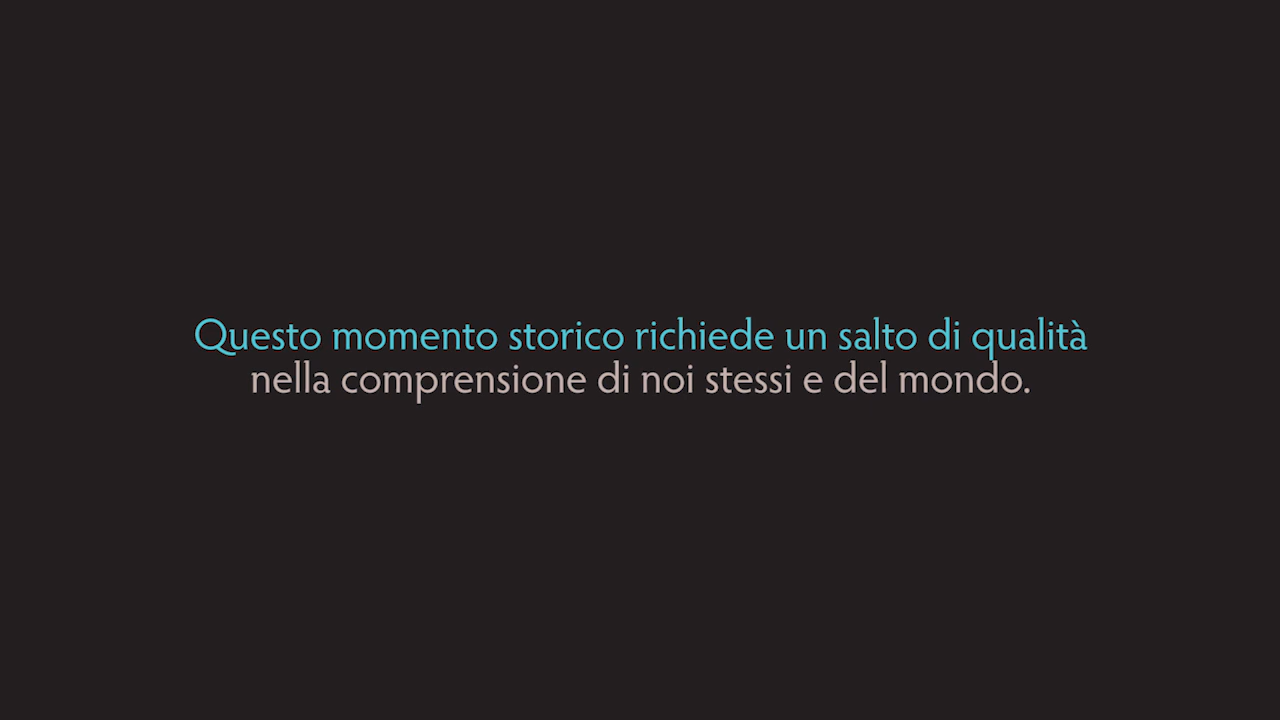 Questo momento storico richiede un salto di qualità
nella comprensione di noi stessi e del mondo.